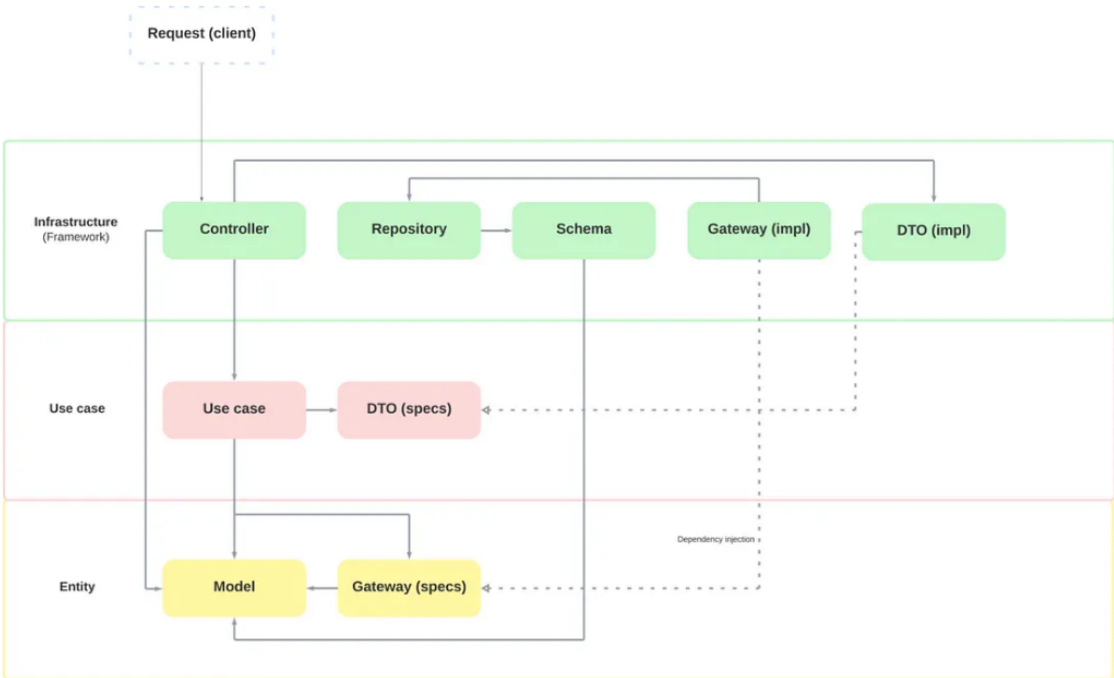 Request (client)
Infrastructure
(Framework)
Controller
Repository
Schema
Gateway (impl)
DTO (impl)
Use case
Use case
DTO (specs)
Dependency injection
Entity
Model
Gateway (specs)